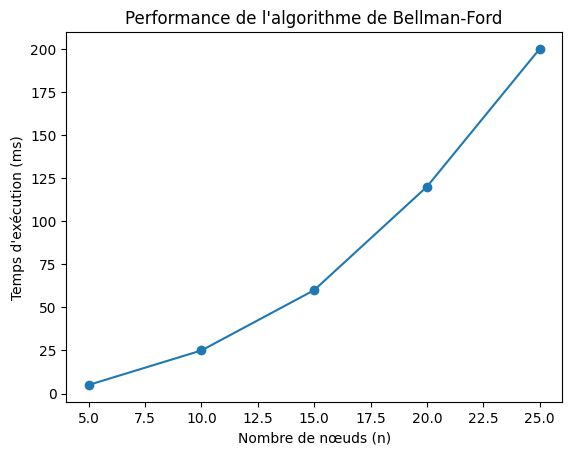 Performance de l'algorithme de Bellman-Ford
200
175
150
125
100
75
50
25
0
Temps d'exécution (ms)
5.0 7.5 10.0 12.5 15.0 17.5 20.0 22.5 25.0
Nombre de nœuds (n)